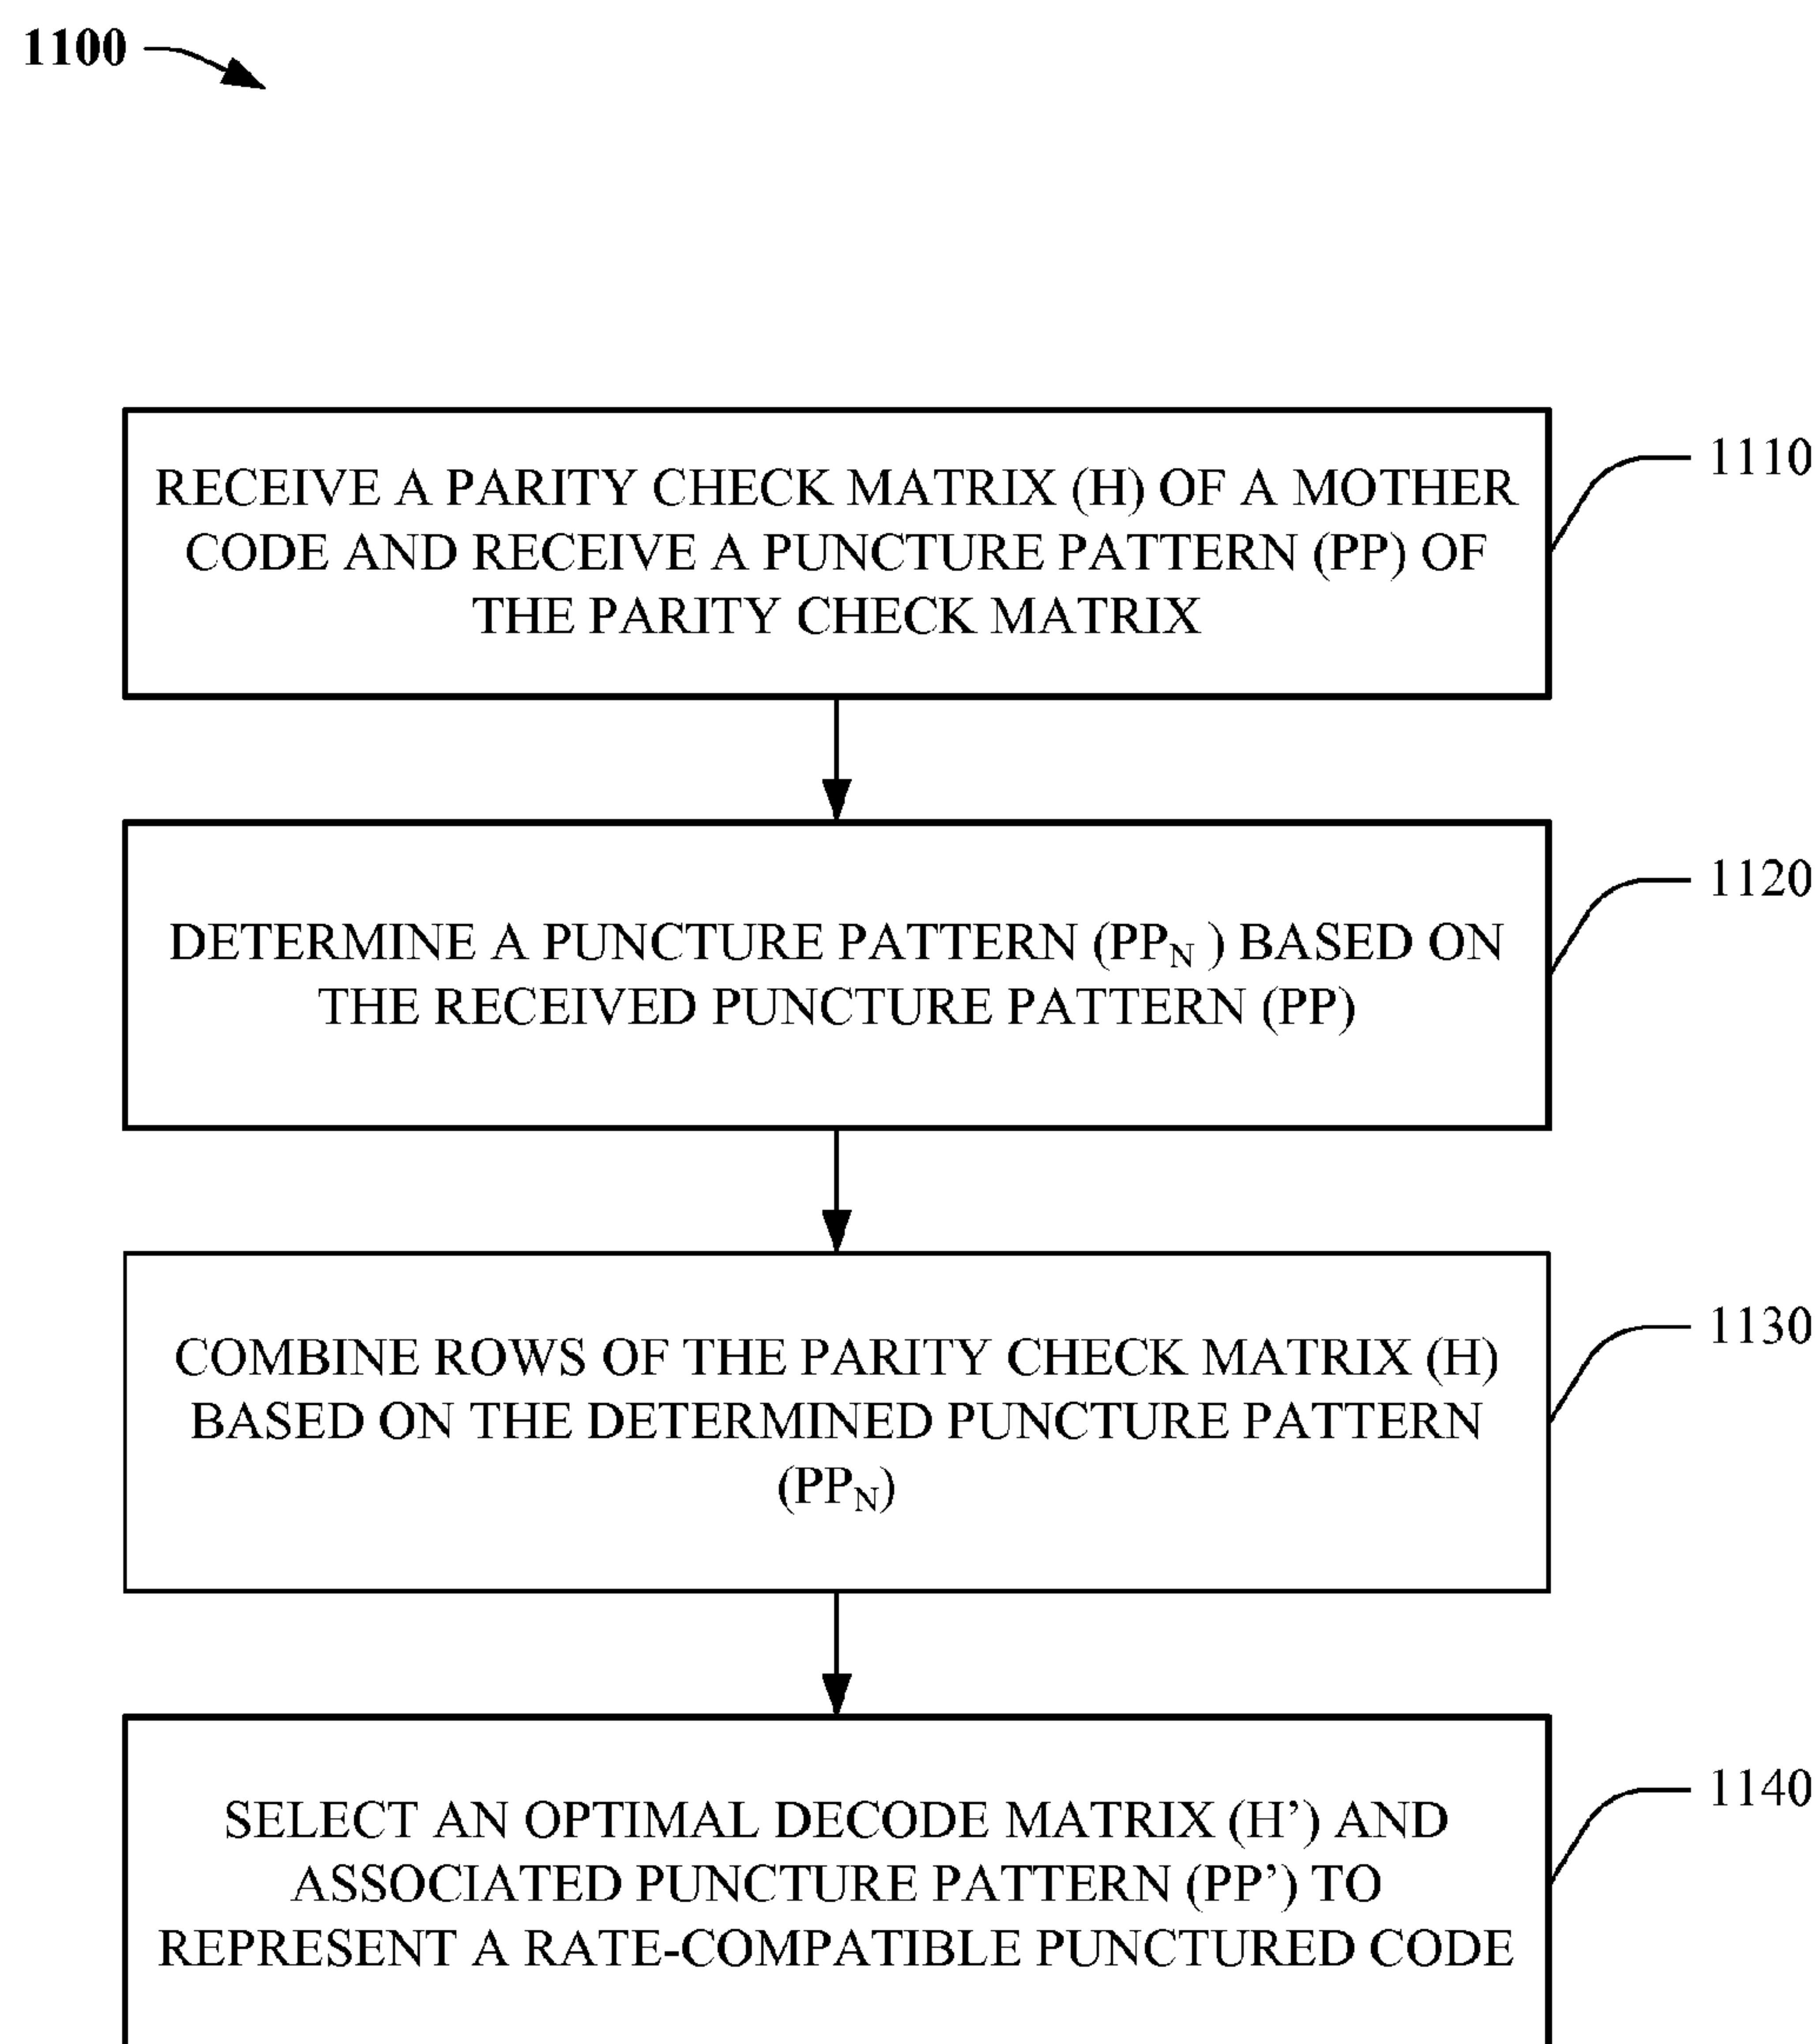 1100
RECEIVE A PARITY CHECK MATRIX (H) OF A MOTHER
CODE AND RECEIVE A PUNCTURE PATTERN (PP) OF
THE PARITY CHECK MATRIX
1110
DETERMINE A PUNCTURE PATTERN (PPN ) BASED ON
THE RECEIVED PUNCTURE PATTERN (PP)
1120
COMBINE ROWS OF THE PARITY CHECK MATRIX (H)
BASED ON THE DETERMINED PUNCTURE PATTERN
(PPN)
1130
SELECT AN OPTIMAL DECODE MATRIX (H’) AND
ASSOCIATED PUNCTURE PATTERN (PP’) TO
REPRESENT A RATE-COMPATIBLE PUNCTURED CODE
1140